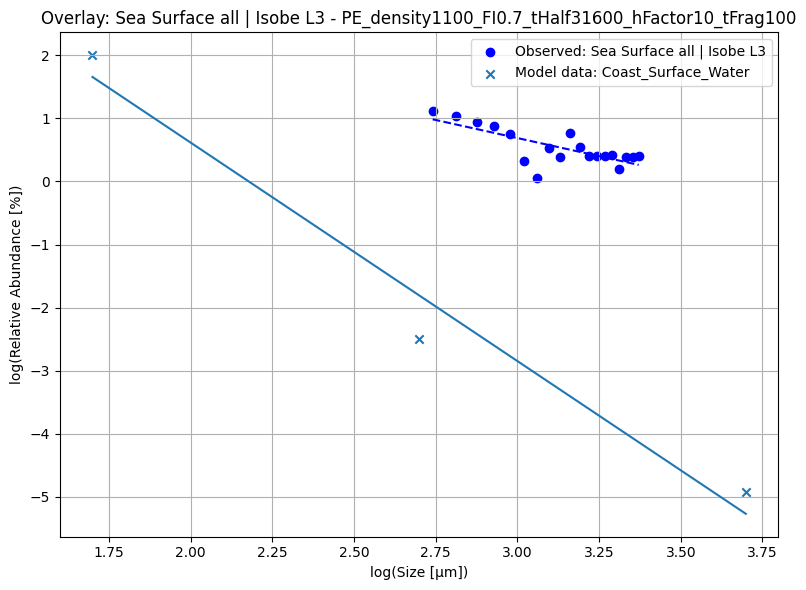 Overlay: Sea Surface all | Isobe L3 - PE_density1100_FI0.7_tHalf31600_hFactor10_tFrag100
Observed: Sea Surface all | Isobe L3
Model data: Coast_Surface_Water
2
1
0
−1
−2
−3
−4
−5
log(Relative Abundance [%])
1.75 2.00 2.25 2.50 2.75 3.00 3.25 3.50 3.75
log(Size [μm])